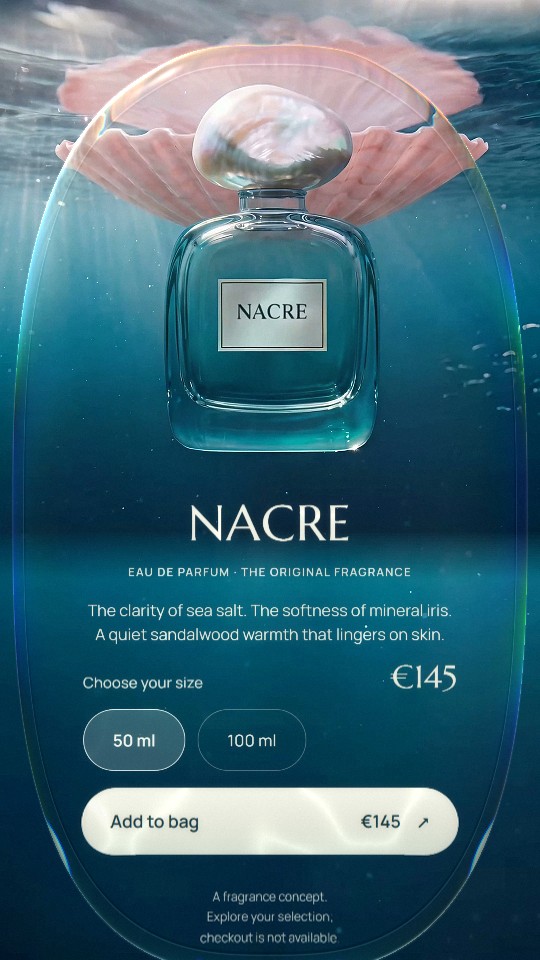 NACRE
NACRE
EAU DE PARFUM · THE ORIGINAL FRAGRANCE
The clarity of sea salt. The softness of mineral iris.
A quiet sandalwood warmth that lingers on skin.
Choose your size
€145
50 ml
100 ml
Add to bag
€145 ↗
A fragrance concept.
Explore your selection;
checkout is not available.